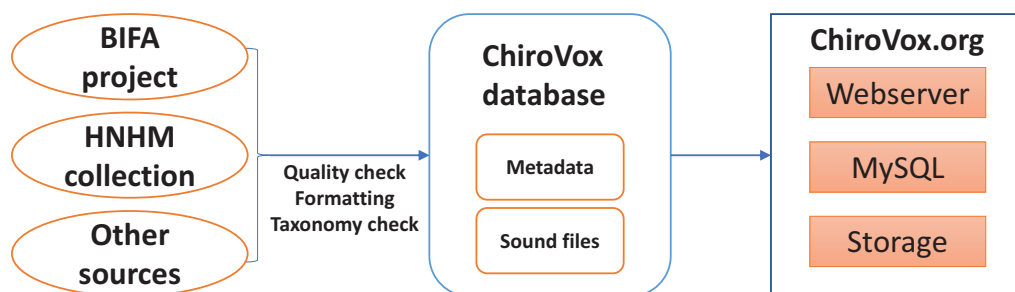 BIFA
project
HNHM
collection
Other
sources
Quality check
Formatting
Taxonomy check
ChiroVox
database
Metadata
Sound files
ChiroVox.org
Webserver
MySQL
Storage